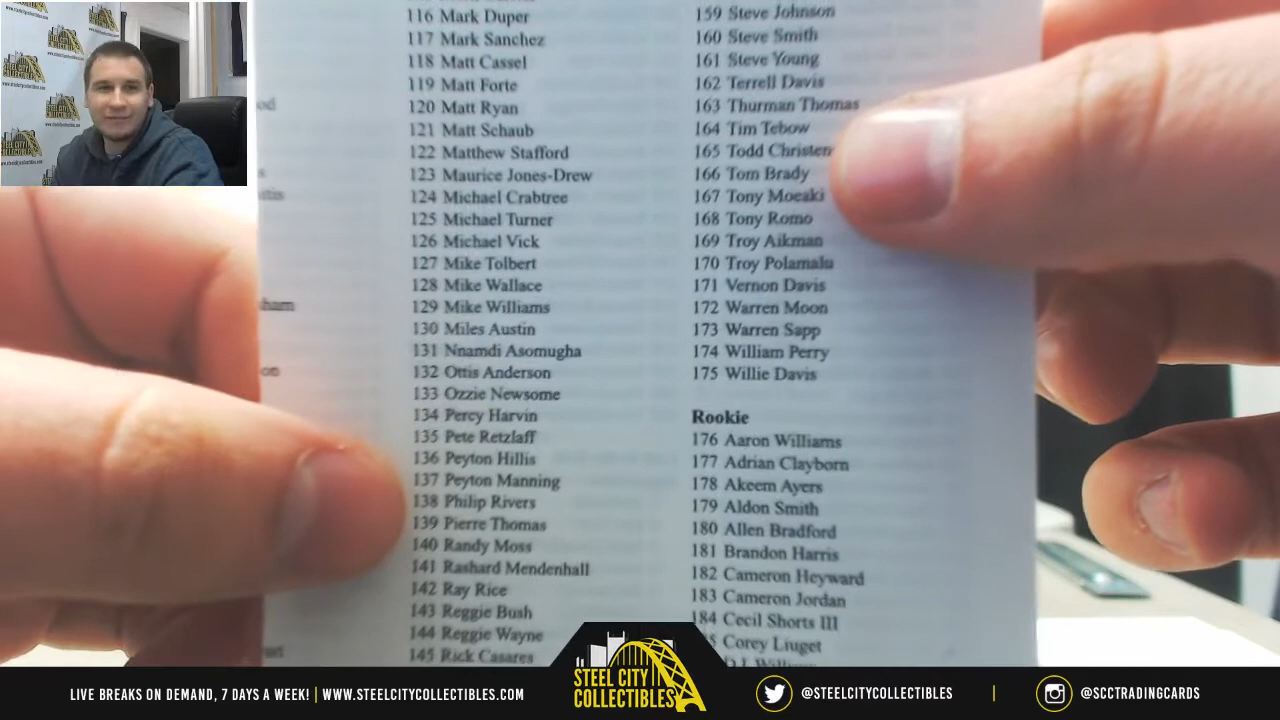 116 Mark Duper
117 Mark Sanchez
118 Matt Cassel
119 Matt Forte
120 Matt Ryan
121 Matt Schaub
122 Matthew Stafford
123 Maurice Jones-Drew
124 Michael Crabtree
125 Michael Turner
126 Michael Vick
127 Mike Tolbert
128 Mike Wallace
129 Mike Williams
130 Miles Austin
131 Nnamdi Asomugha
132 Ottis Anderson
133 Ozzie Newsome
134 Percy Harvin
135 Pete Retzlaff
136 Peyton Hillis
137 Peyton Manning
138 Philip Rivers
139 Pierre Thomas
140 Randy Moss
141 Rashard Mendenhall
142 Ray Rice
143 Reggie Bush
144 Reggie Wayne
145 Rick Casares
159 Steve Johnson
160 Steve Smith
161 Steve Young
162 Terrell Davis
163 Thurman Thomas
164 Tim Tebow
165 Todd Christen
166 Tom Brady
167 Tony Moeaki
168 Tony Romo
169 Troy Aikman
170 Troy Polamalu
171 Vernon Davis
172 Warren Moon
173 Warren Sapp
174 William Perry
175 Willie Davis
Rookie
176 Aaron Williams
177 Adrian Clayborn
178 Akeem Ayers
179 Aldon Smith
180 Allen Bradford
181 Brandon Harris
182 Cameron Heyward
183 Cameron Jordan
184 Cecil Shorts III
Corey Liuget
LIVE BREAKS ON DEMAND, 7 DAYS A WEEK! | WWW.STEELCITYCOLLECTIBLES.COM
STEEL CITY
COLLECTIBLES
@STEELCITYCOLLECTIBLES | @SCCTRADINGCARDS